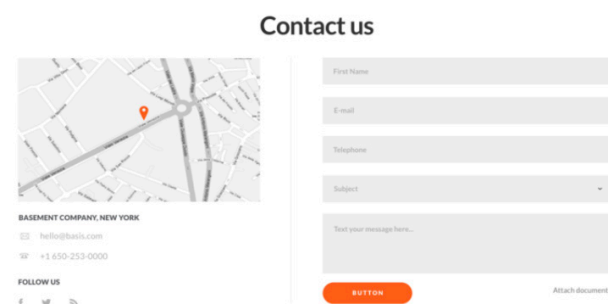 Contact us
BASEMENT COMPANY, NEW YORK
hello@basis.com
+1 650-253-0000
FOLLOW US
First Name
E-mail
Telephone
Subject
Text your message here...
BUTTON
Attach document